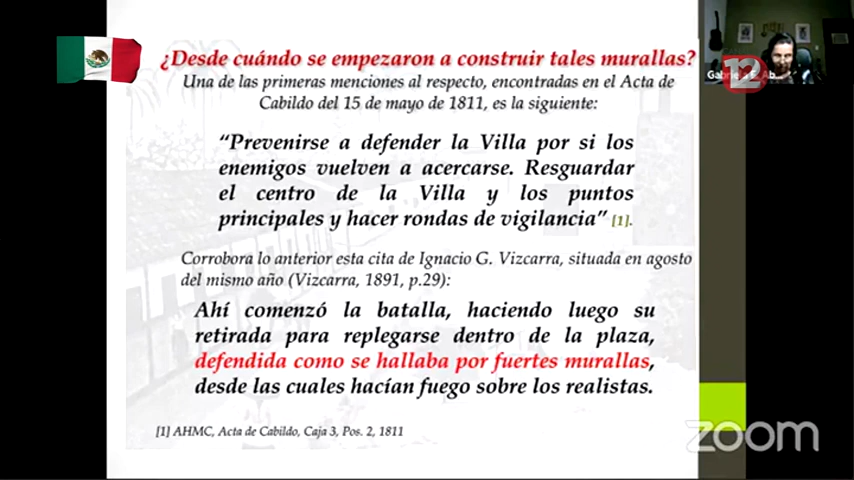 ¿Desde cuándo se empezaron a construir tales murallas?
Una de las primeras menciones al respecto, encontradas en el Acta de
Cabildo del 15 de mayo de 1811, es la siguiente:
“Prevenirse a defender la Villa por si los
enemigos vuelven a acercarse. Resguardar
el centro de la Villa y los puntos
principales y hacer rondas de vigilancia” [1].
Corrobora lo anterior esta cita de Ignacio G. Vizcarra, situada en agosto
del mismo año (Vizcarra, 1891, p.29):
Ahí comenzó la batalla, haciendo luego su
retirada para replegarse dentro de la plaza,
defendida como se hallaba por fuertes murallas,
desde las cuales hacían fuego sobre los realistas.
[1] AHMC, Acta de Cabildo, Caja 3, Pos. 2, 1811
12
zoom